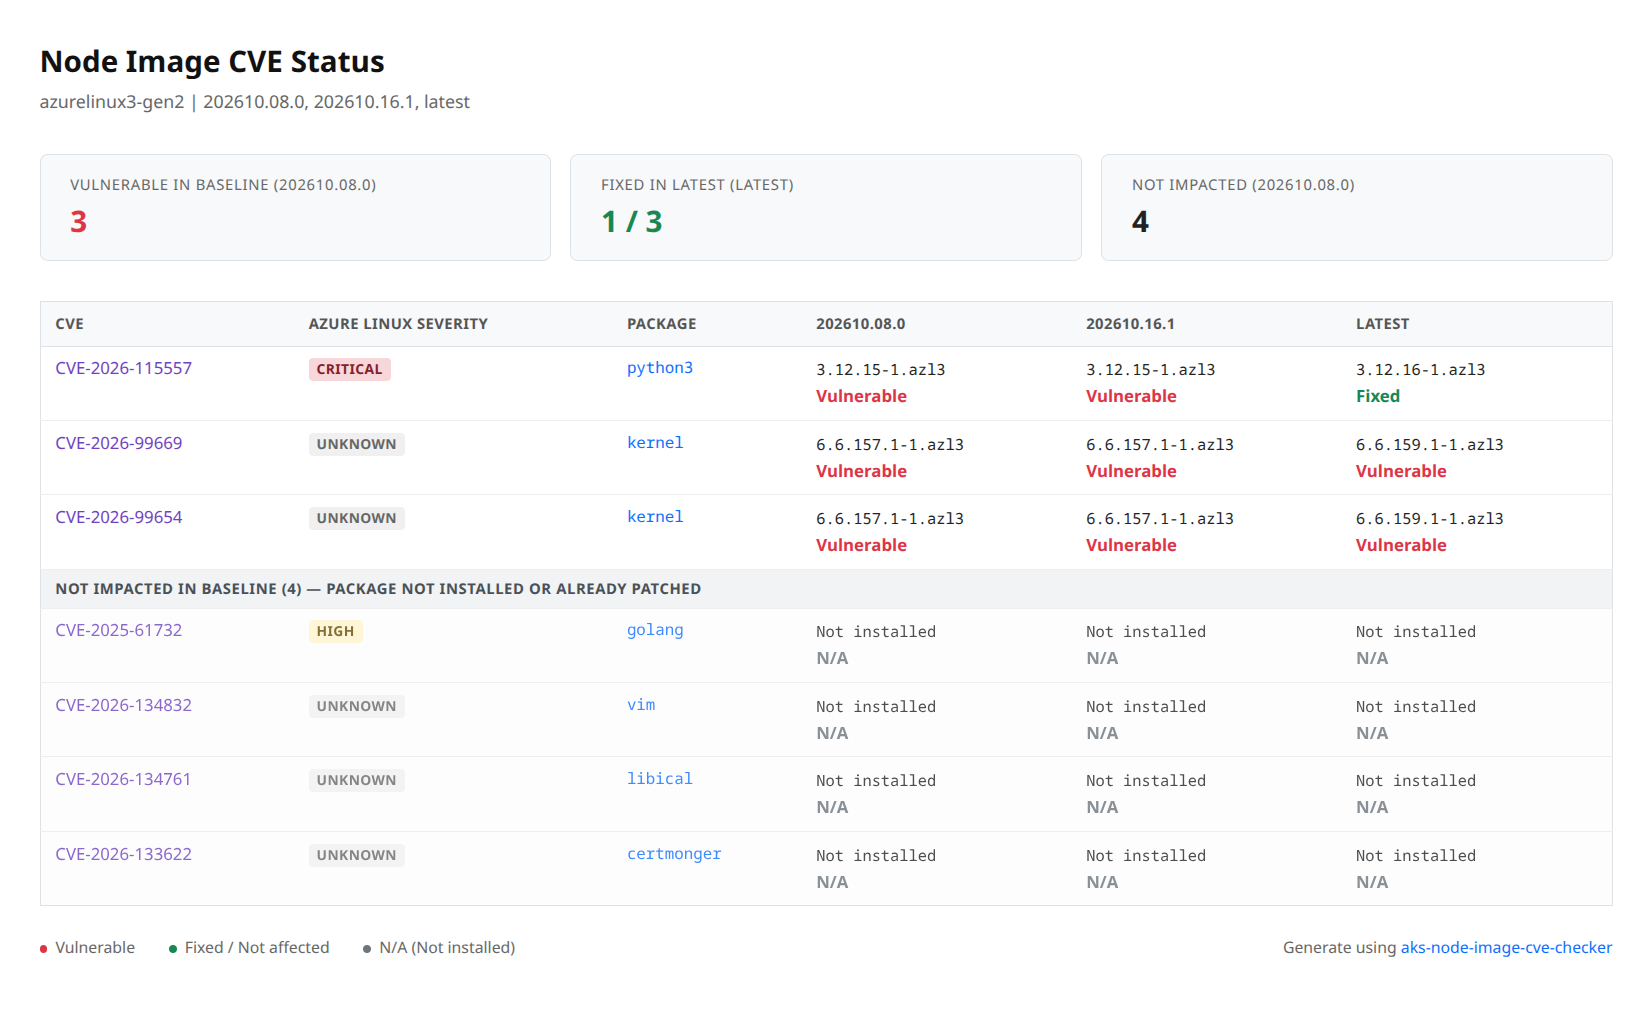 Node Image CVE Status
azurelinux3-gen2 | 202610.08.0, 202610.16.1, latest
VULNERABLE IN BASELINE (202610.08.0)
3
FIXED IN LATEST (LATEST)
1 / 3
NOT IMPACTED (202610.08.0)
4
CVE AZURE LINUX SEVERITY PACKAGE 202610.08.0 202610.16.1 LATEST
CVE-2026-115557 CRITICAL python3 3.12.15-1.azl3 3.12.15-1.azl3 3.12.16-1.azl3
Vulnerable Vulnerable Fixed
CVE-2026-99669 UNKNOWN kernel 6.6.157.1-1.azl3 6.6.157.1-1.azl3 6.6.159.1-1.azl3
Vulnerable Vulnerable Vulnerable
CVE-2026-99654 UNKNOWN kernel 6.6.157.1-1.azl3 6.6.157.1-1.azl3 6.6.159.1-1.azl3
Vulnerable Vulnerable Vulnerable
NOT IMPACTED IN BASELINE (4) — PACKAGE NOT INSTALLED OR ALREADY PATCHED
CVE-2025-61732 HIGH golang Not installed Not installed Not installed
N/A N/A N/A
CVE-2026-134832 UNKNOWN vim Not installed Not installed Not installed
N/A N/A N/A
CVE-2026-134761 UNKNOWN libical Not installed Not installed Not installed
N/A N/A N/A
CVE-2026-133622 UNKNOWN certmonger Not installed Not installed Not installed
N/A N/A N/A
Vulnerable Fixed / Not affected N/A (Not installed) Generate using aks-node-image-cve-checker